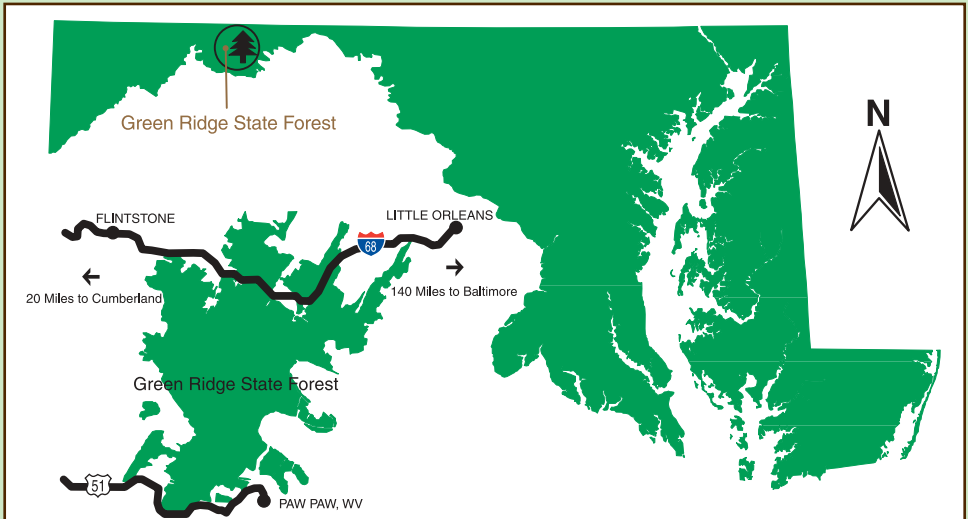 Green Ridge State Forest
N
FLINTSTONE
LITTLE ORLEANS
68
20 Miles to Cumberland
140 Miles to Baltimore
Green Ridge State Forest
51
PAW PAW, WV